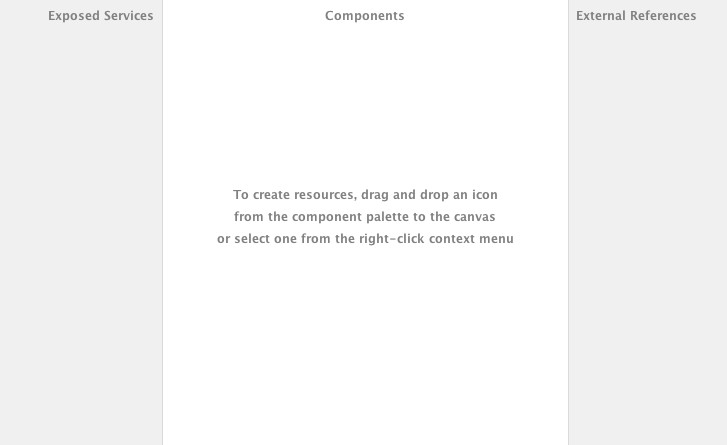 Exposed Services
Components
External References
To create resources, drag and drop an icon
from the component palette to the canvas
or select one from the right-click context menu